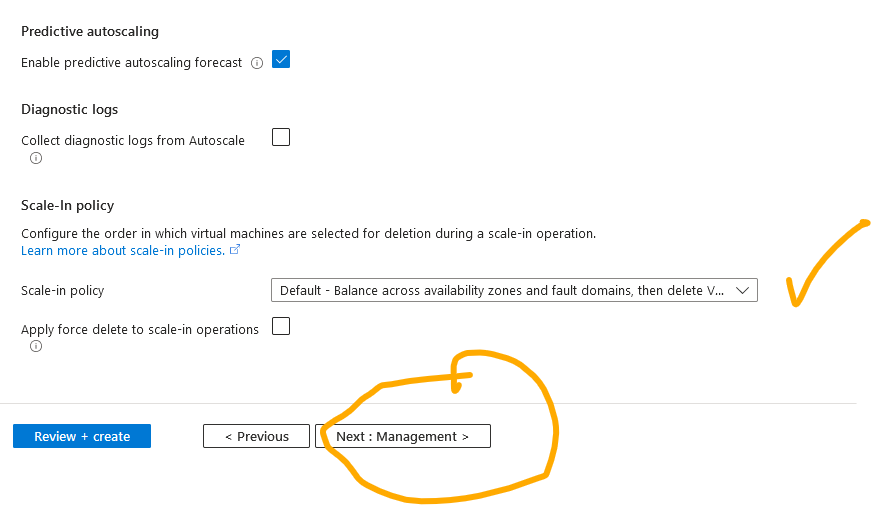 Predictive autoscaling
Enable predictive autoscaling forecast
Diagnostic logs
Collect diagnostic logs from Autoscale
Scale-In policy
Configure the order in which virtual machines are selected for deletion during a scale-in operation.
Learn more about scale-in policies.
Scale-in policy
Default - Balance across availability zones and fault domains, then delete V...
Apply force delete to scale-in operations
Review + create
< Previous
Next : Management >